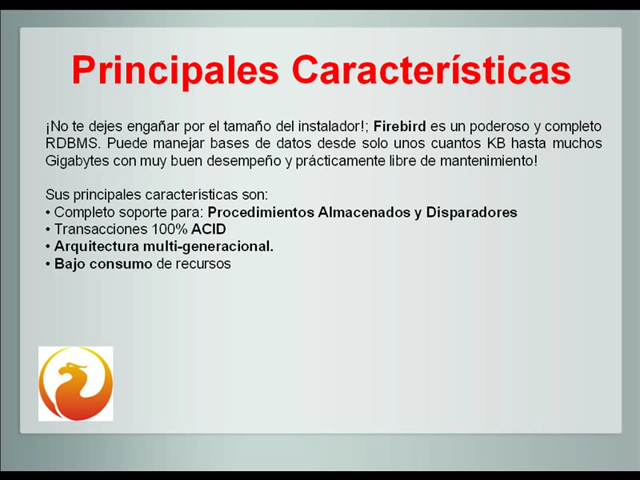 Principales Características
¡No te dejes engañar por el tamaño del instalador!; Firebird es un poderoso y completo
RDBMS. Puede manejar bases de datos desde solo unos cuantos KB hasta muchos
Gigabytes con muy buen desempeño y prácticamente libre de mantenimiento!
Sus principales características son:
• Completo soporte para: Procedimientos Almacenados y Disparadores
• Transacciones 100% ACID
• Arquitectura multi-generacional.
• Bajo consumo de recursos